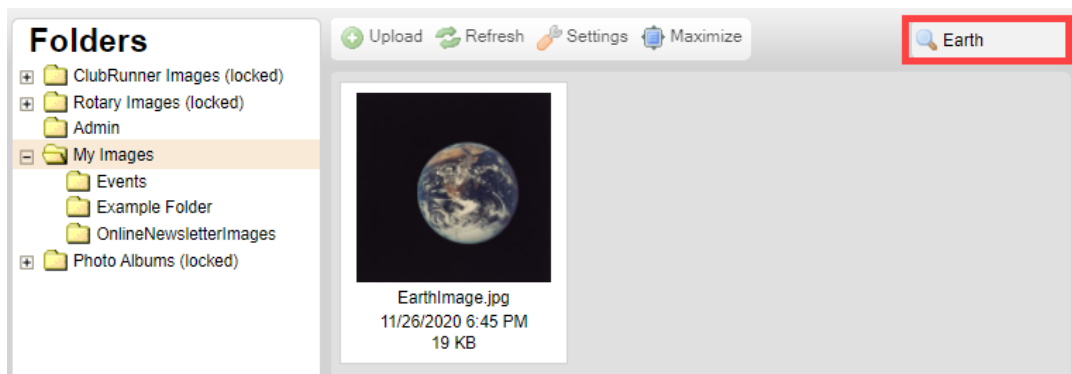 Folders
ClubRunner Images (locked)
Rotary Images (locked)
Admin
My Images
Events
Example Folder
OnlineNewsletterImages
Photo Albums (locked)
Upload Refresh Settings Maximize
Earth
EarthImage.jpg
11/26/2020 6:45 PM
19 KB